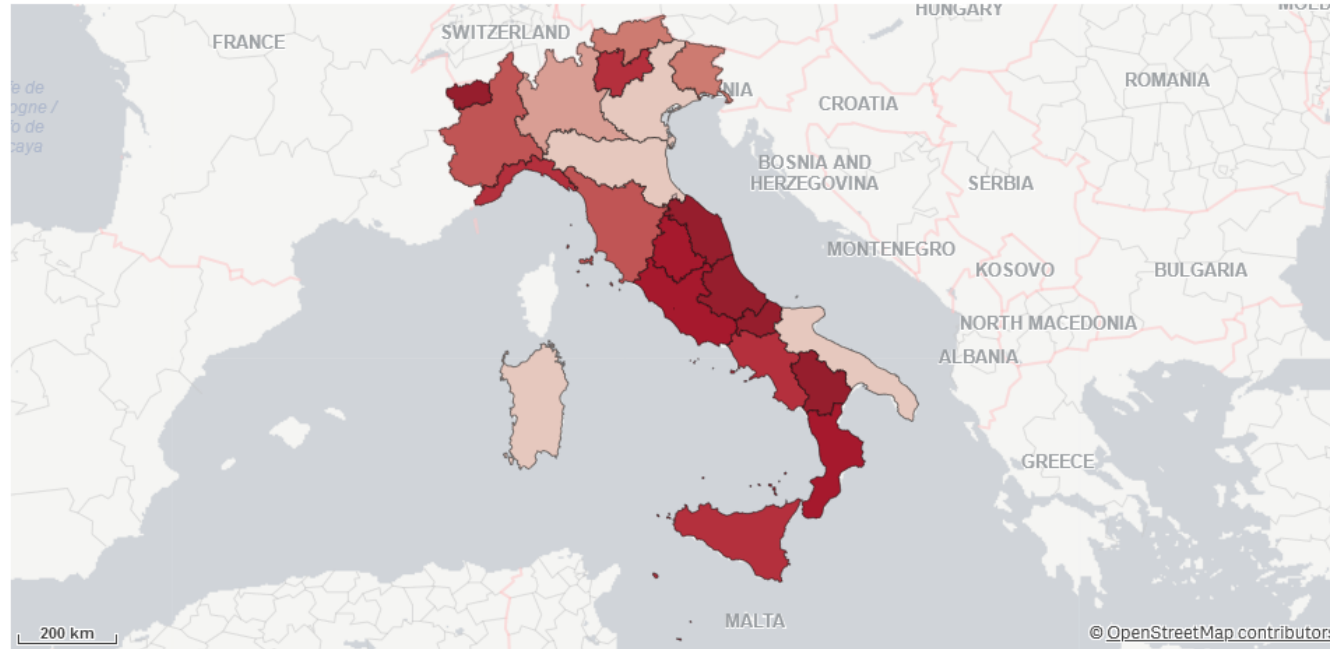 HUNGARY
FRANCE
SWITZERLAND
ROMANIA
CROATIA
BOSNIA AND
HERZEGOVINA
SERBIA
MONTENEGRO
KOSOVO
BULGARIA
NORTH MACEDONIA
ALBANIA
GREECE
MALTA
200 km
© OpenStreetMap contributors